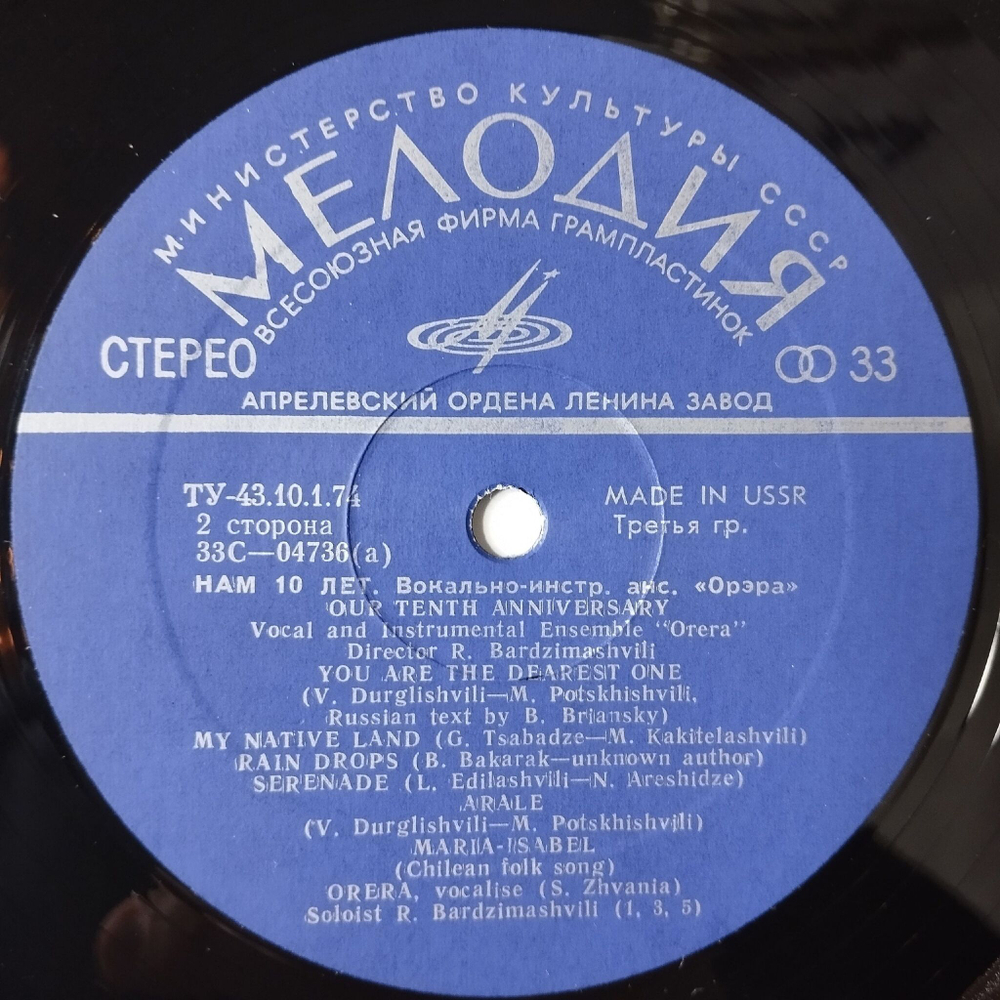 МИНИСТЕРСТВО КУЛЬТУРЫ СССР
МЕЛОДИЯ
ВСЕСОЮЗНАЯ ФИРМА ГРАМПЛАСТИНОК
СТЕРЕО
33
АПРЕЛЕВСКИЙ ОРДЕНА ЛЕНИНА ЗАВОД
ТУ-43.10.1.74
MADE IN USSR
2 сторона
Третья гр.
33С—04736(а)
НАМ 10 ЛЕТ. Вокально-инстр. анс. «Орэра»
OUR TENTH ANNIVERSARY
Vocal and Instrumental Ensemble "Orera"
Director R. Bardzimashvili
YOU ARE THE DEAREST ONE
(V. Durglishvili—M. Potskhishvili,
Russian text by B. Briansky)
MY NATIVE LAND (G. Tsabadze—M. Kakitelashvili)
RAIN DROPS (B. Bakarak—unknown author)
SERENADE (L. Edilashvili—N. Areshidze)
ARALE
(V. Durglishvili—M. Potskhishvili)
MARIA-ISABEL
(Chilean folk song)
ORERA, vocalise (S. Zhvania)
Soloist R. Bardzimashvili (1, 3, 5)